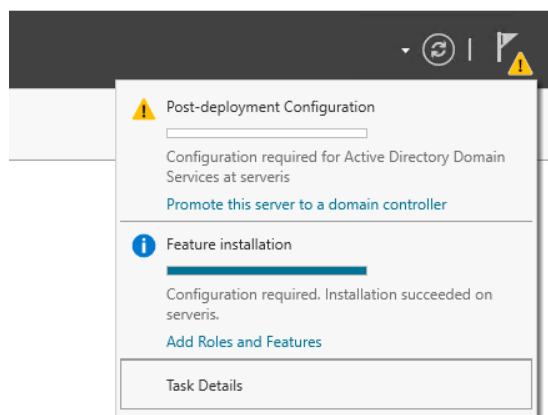 Post-deployment Configuration
Configuration required for Active Directory Domain
Services at serveris
Promote this server to a domain controller
Feature installation
Configuration required. Installation succeeded on
serveris.
Add Roles and Features
Task Details